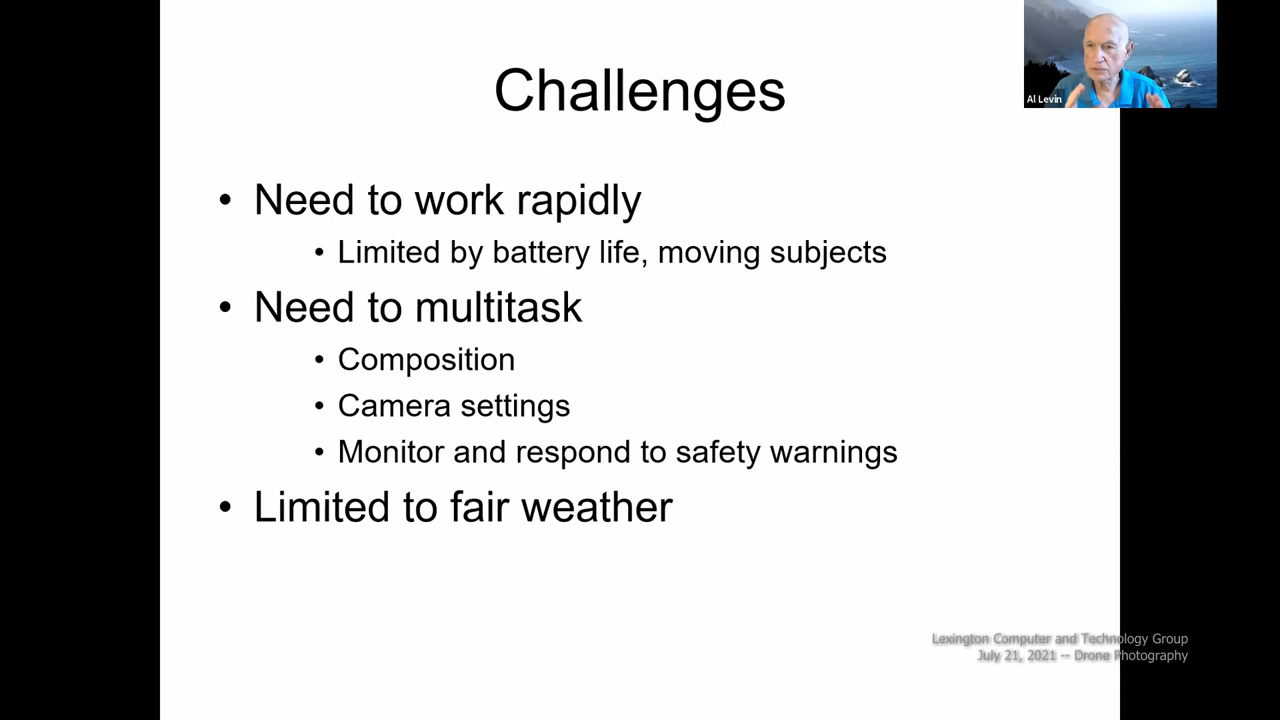 Challenges
Al Levin
• Need to work rapidly
• Limited by battery life, moving subjects
• Need to multitask
• Composition
• Camera settings
• Monitor and respond to safety warnings
• Limited to fair weather
Lexington Computer and Technology Group
July 21, 2021 -- Drone Photography